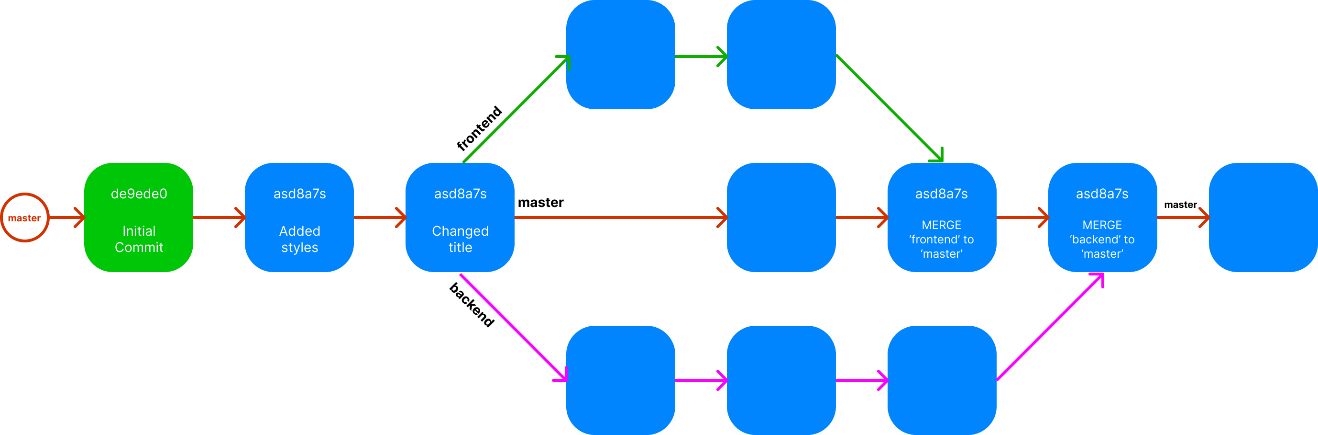 frontend
master
de9ede0
Initial
Commit
asd8a7s
Added
styles
asd8a7s
Changed
title
master
asd8a7s
MERGE
‘frontend’ to
‘master’
asd8a7s
MERGE
‘backend’ to
‘master’
master
backend